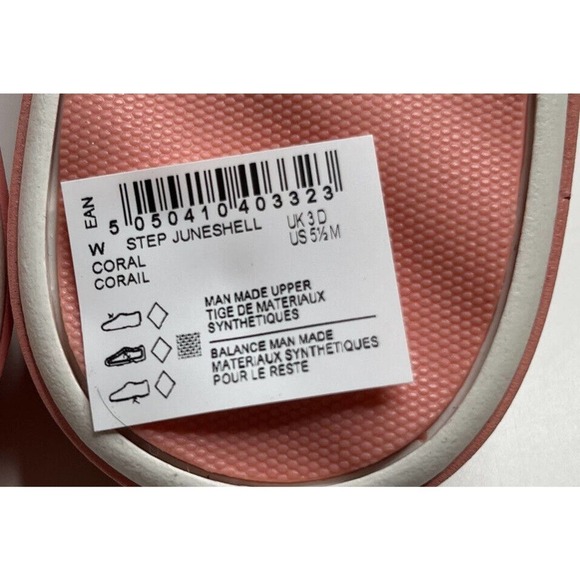 EAN
5 050410 403323
W STEP JUNESHELL UK 3 D
CORAL US 5½ M
CORAIL
MAN MADE UPPER
TIGE DE MATERIAUX
SYNTHETIQUES
BALANCE MAN MADE
MATERIAUX SYNTHETIQUES
POUR LE RESTE